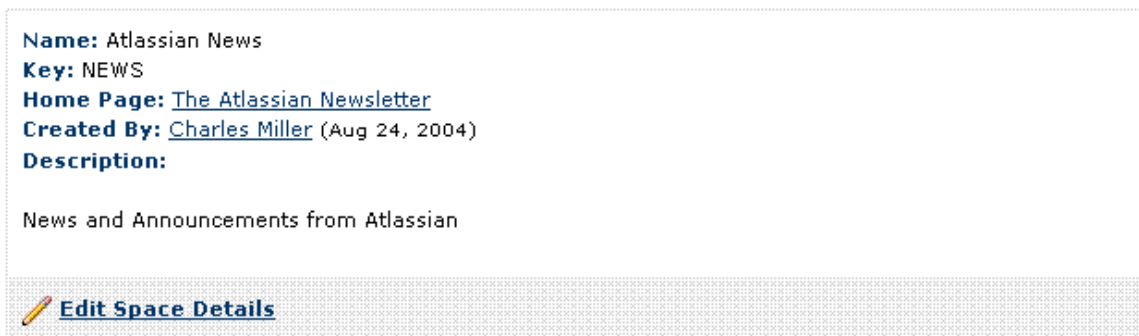 Name: Atlassian News
Key: NEWS
Home Page: The Atlassian Newsletter
Created By: Charles Miller (Aug 24, 2004)
Description:
News and Announcements from Atlassian
Edit Space Details